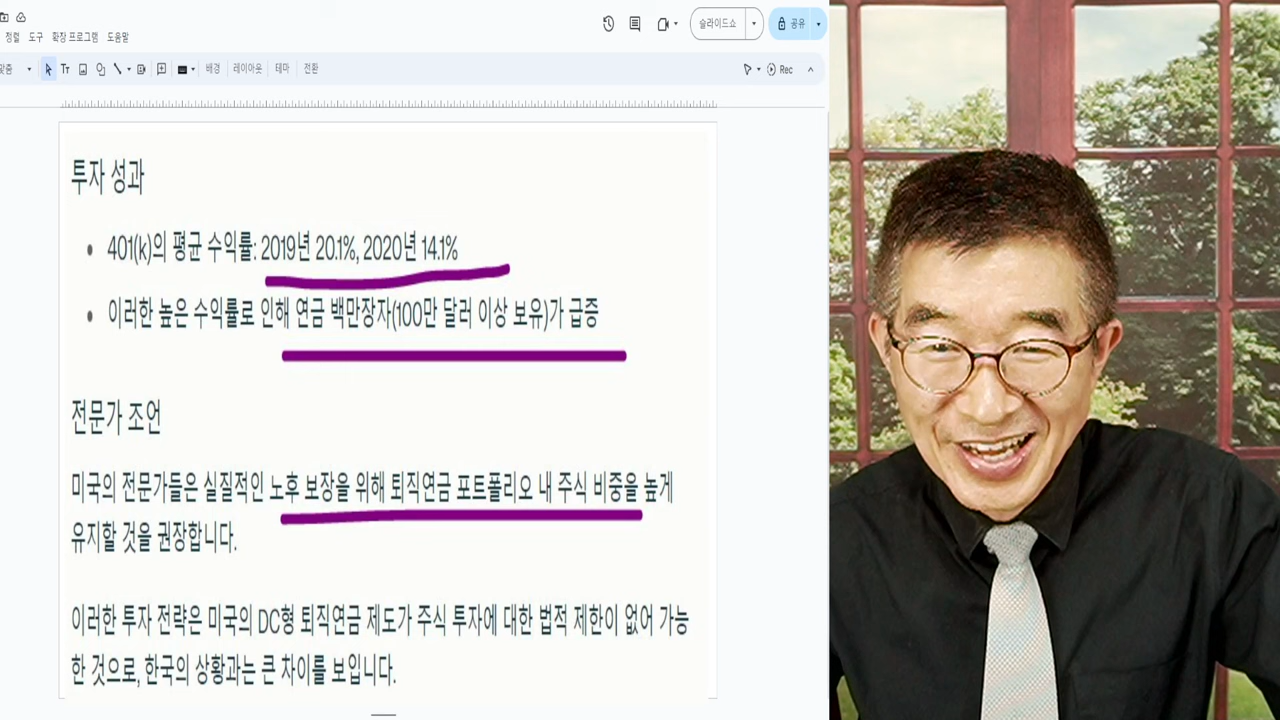 정렬 도구 확장 프로그램 도움말
슬라이드쇼
공유
맞춤
배경
레이아웃
테마
전환
Rec
투자 성과
• 401(k)의 평균 수익률: 2019년 20.1%, 2020년 14.1%
• 이러한 높은 수익률로 인해 연금 백만장자(100만 달러 이상 보유)가 급증
전문가 조언
미국의 전문가들은 실질적인 노후 보장을 위해 퇴직연금 포트폴리오 내 주식 비중을 높게
유지할 것을 권장합니다.
이러한 투자 전략은 미국의 DC형 퇴직연금 제도가 주식 투자에 대한 법적 제한이 없어 가능
한 것으로, 한국의 상황과는 큰 차이를 보입니다.